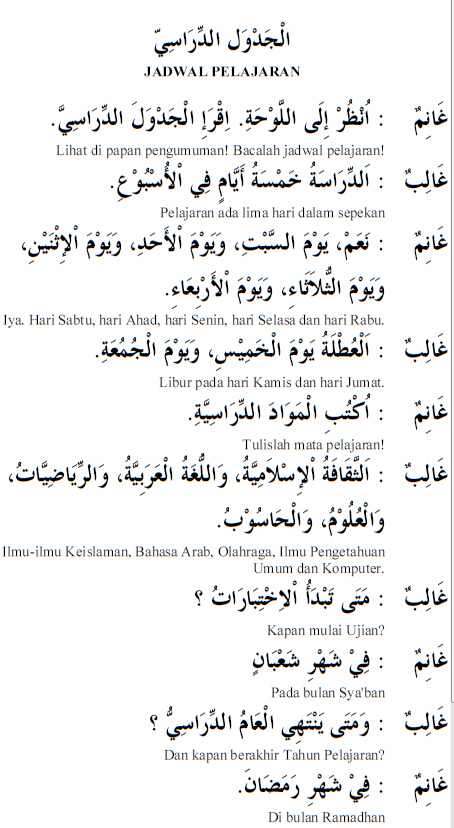 الْجَدْوَل الدِّرَاسِيّ
JADWAL PELAJARAN
غَانِمٌ : اُنْظُرْ إِلَى اللَّوْحَةِ. اِقْرَإِ الْجَدْوَلَ الدِّرَاسِيَّ.
Lihat di papan pengumuman! Bacalah jadwal pelajaran!
غَالِبٌ : اَلدِّرَاسَةُ خَمْسَةُ أَيَّامٍ فِي الْأُسْبُوْعِ.
Pelajaran ada lima hari dalam sepekan
غَانِمٌ : نَعَمْ، يَوْمَ السَّبْتِ، وَيَوْمَ الْأَحَدِ، وَيَوْمَ الْإِثْنَيْنِ،
وَيَوْمَ الثُّلاَثَاءِ، وَيَوْمَ الْأَرْبِعَاءِ.
Iya. Hari Sabtu, hari Ahad, hari Senin, hari Selasa dan hari Rabu.
غَالِبٌ : اَلْعُطْلَةُ يَوْمَ الْخَمِيْسِ، وَيَوْمَ الْجُمُعَةِ.
Libur pada hari Kamis dan hari Jumat.
غَانِمٌ : اُكْتُبِ الْمَوَادَ الدِّرَاسِيَّةِ.
Tulislah mata pelajaran!
غَالِبٌ : اَلثَّقَافَةُ الْإِسْلاَمِيَّةُ، وَاللُّغَةُ الْعَرَبِيَّةُ، وَالرِّيَاضِيَّاتُ،
وَالْعُلُوْمُ، وَالْحَاسُوْبُ.
Ilmu-ilmu Keislaman, Bahasa Arab, Olahraga, Ilmu Pengetahuan
Umum dan Komputer.
غَالِبٌ : مَتَى تَبْدَأُ الْاِخْتِبَارَاتُ ؟
Kapan mulai Ujian?
غَانِمٌ : فِيْ شَهْرِ شَعْبَانٍ
Pada bulan Sya'ban
غَالِبٌ : وَمَتَى يَنْتَهِي الْعَامُ الدِّرَاسِيُّ ؟
Dan kapan berakhir Tahun Pelajaran?
غَانِمٌ : فِيْ شَهْرِ رَمَضَانَ.
Di bulan Ramadhan